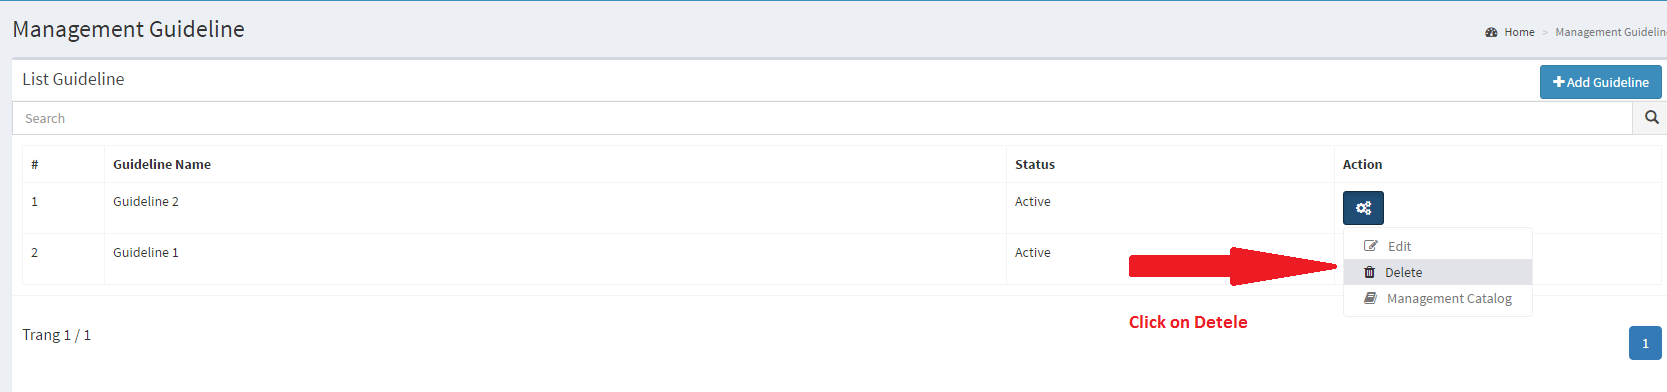 Management Guideline
Home > Management Guideline
List Guideline
Add Guideline
Search
# Guideline Name Status Action
1 Guideline 2 Active
2 Guideline 1 Active
Edit
Delete
Management Catalog
Click on Detele
Trang 1 / 1
1